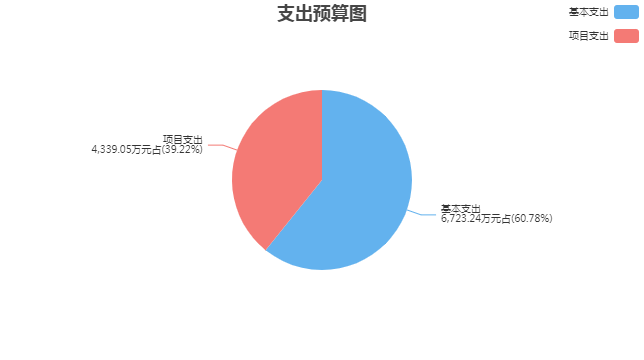 支出预算图
基本支出
项目支出
项目支出
4,339.05万元占(39.22%)
基本支出
6,723.24万元占(60.78%)